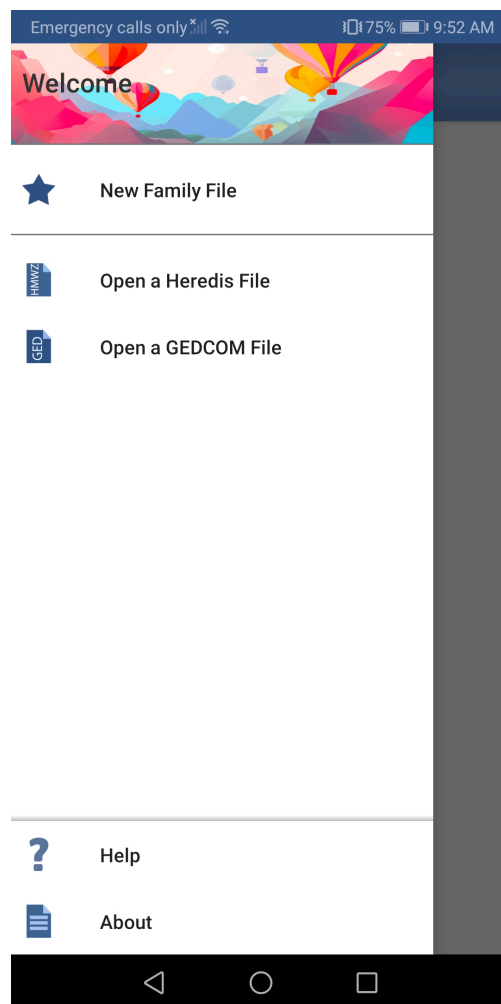 Emergency calls only 75% 9:52 AM
Welcome
New Family File
HMWZ
Open a Heredis File
GED
Open a GEDCOM File
? Help
About